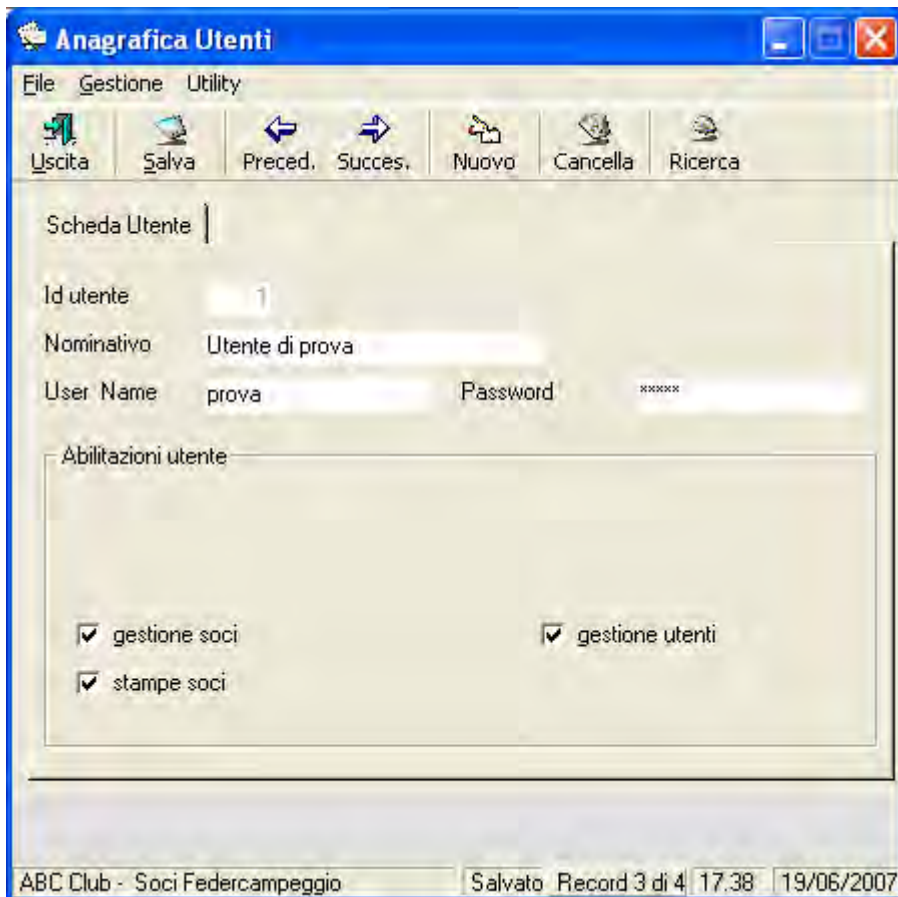 Anagrafica Utenti
File Gestione Utility
Uscita Salva Preced. Succes. Nuovo Cancella Ricerca
Scheda Utente
Id utente 1
Nominativo Utente di prova
User Name prova Password *****
Abilitazioni utente
gestione soci gestione utenti
stampe soci
ABC Club - Soci Federcampeggio Salvato Record 3 di 4 17.38 19/06/2007